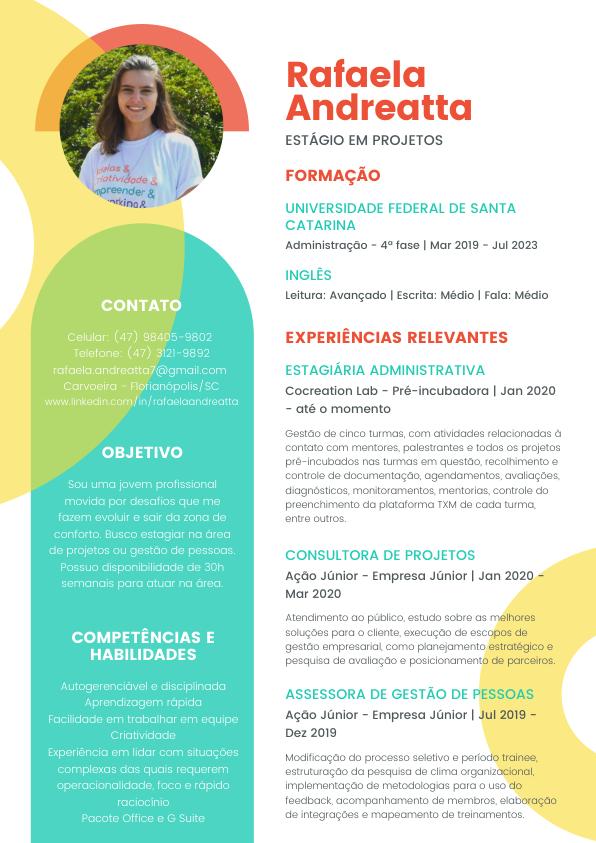 ideias &
criatividade &
empreender &
working &
CONTATO
Celular: (47) 98405-9802
Telefone: (47) 3121-9892
rafaela.andreatta7@gmail.com
Carvoeira - Florianópolis/SC
www.linkedin.com/in/rafaelaandreatta
OBJETIVO
Sou uma jovem profissional
movida por desafios que me
fazem evoluir e sair da zona de
conforto. Busco estagiar na área
de projetos ou gestão de pessoas.
Possuo disponibilidade de 30h
semanais para atuar na área.
COMPETÊNCIAS E
HABILIDADES
Autogerenciável e disciplinada
Aprendizagem rápida
Facilidade em trabalhar em equipe
Criatividade
Experiência em lidar com situações
complexas das quais requerem
operacionalidade, foco e rápido
raciocínio
Pacote Office e G Suite
Rafaela
Andreatta
ESTÁGIO EM PROJETOS
FORMAÇÃO
UNIVERSIDADE FEDERAL DE SANTA
CATARINA
Administração - 4ª fase | Mar 2019 - Jul 2023
INGLÊS
Leitura: Avançado | Escrita: Médio | Fala: Médio
EXPERIÊNCIAS RELEVANTES
ESTAGIÁRIA ADMINISTRATIVA
Cocreation Lab - Pré-incubadora | Jan 2020
- até o momento
Gestão de cinco turmas, com atividades relacionadas à
contato com mentores, palestrantes e todos os projetos
pré-incubados nas turmas em questão, recolhimento e
controle de documentação, agendamentos, avaliações,
diagnósticos, monitoramentos, mentorias, controle do
preenchimento da plataforma TXM de cada turma,
entre outros.
CONSULTORA DE PROJETOS
Ação Júnior - Empresa Júnior | Jan 2020 -
Mar 2020
Atendimento ao público, estudo sobre as melhores
soluções para o cliente, execução de escopos de
gestão empresarial, como planejamento estratégico e
pesquisa de avaliação e posicionamento de parceiros.
ASSESSORA DE GESTÃO DE PESSOAS
Ação Júnior - Empresa Júnior | Jul 2019 -
Dez 2019
Modificação do processo seletivo e período trainee,
estruturação da pesquisa de clima organizacional,
implementação de metodologias para o uso do
feedback, acompanhamento de membros, elaboração
de integrações e mapeamento de treinamentos.